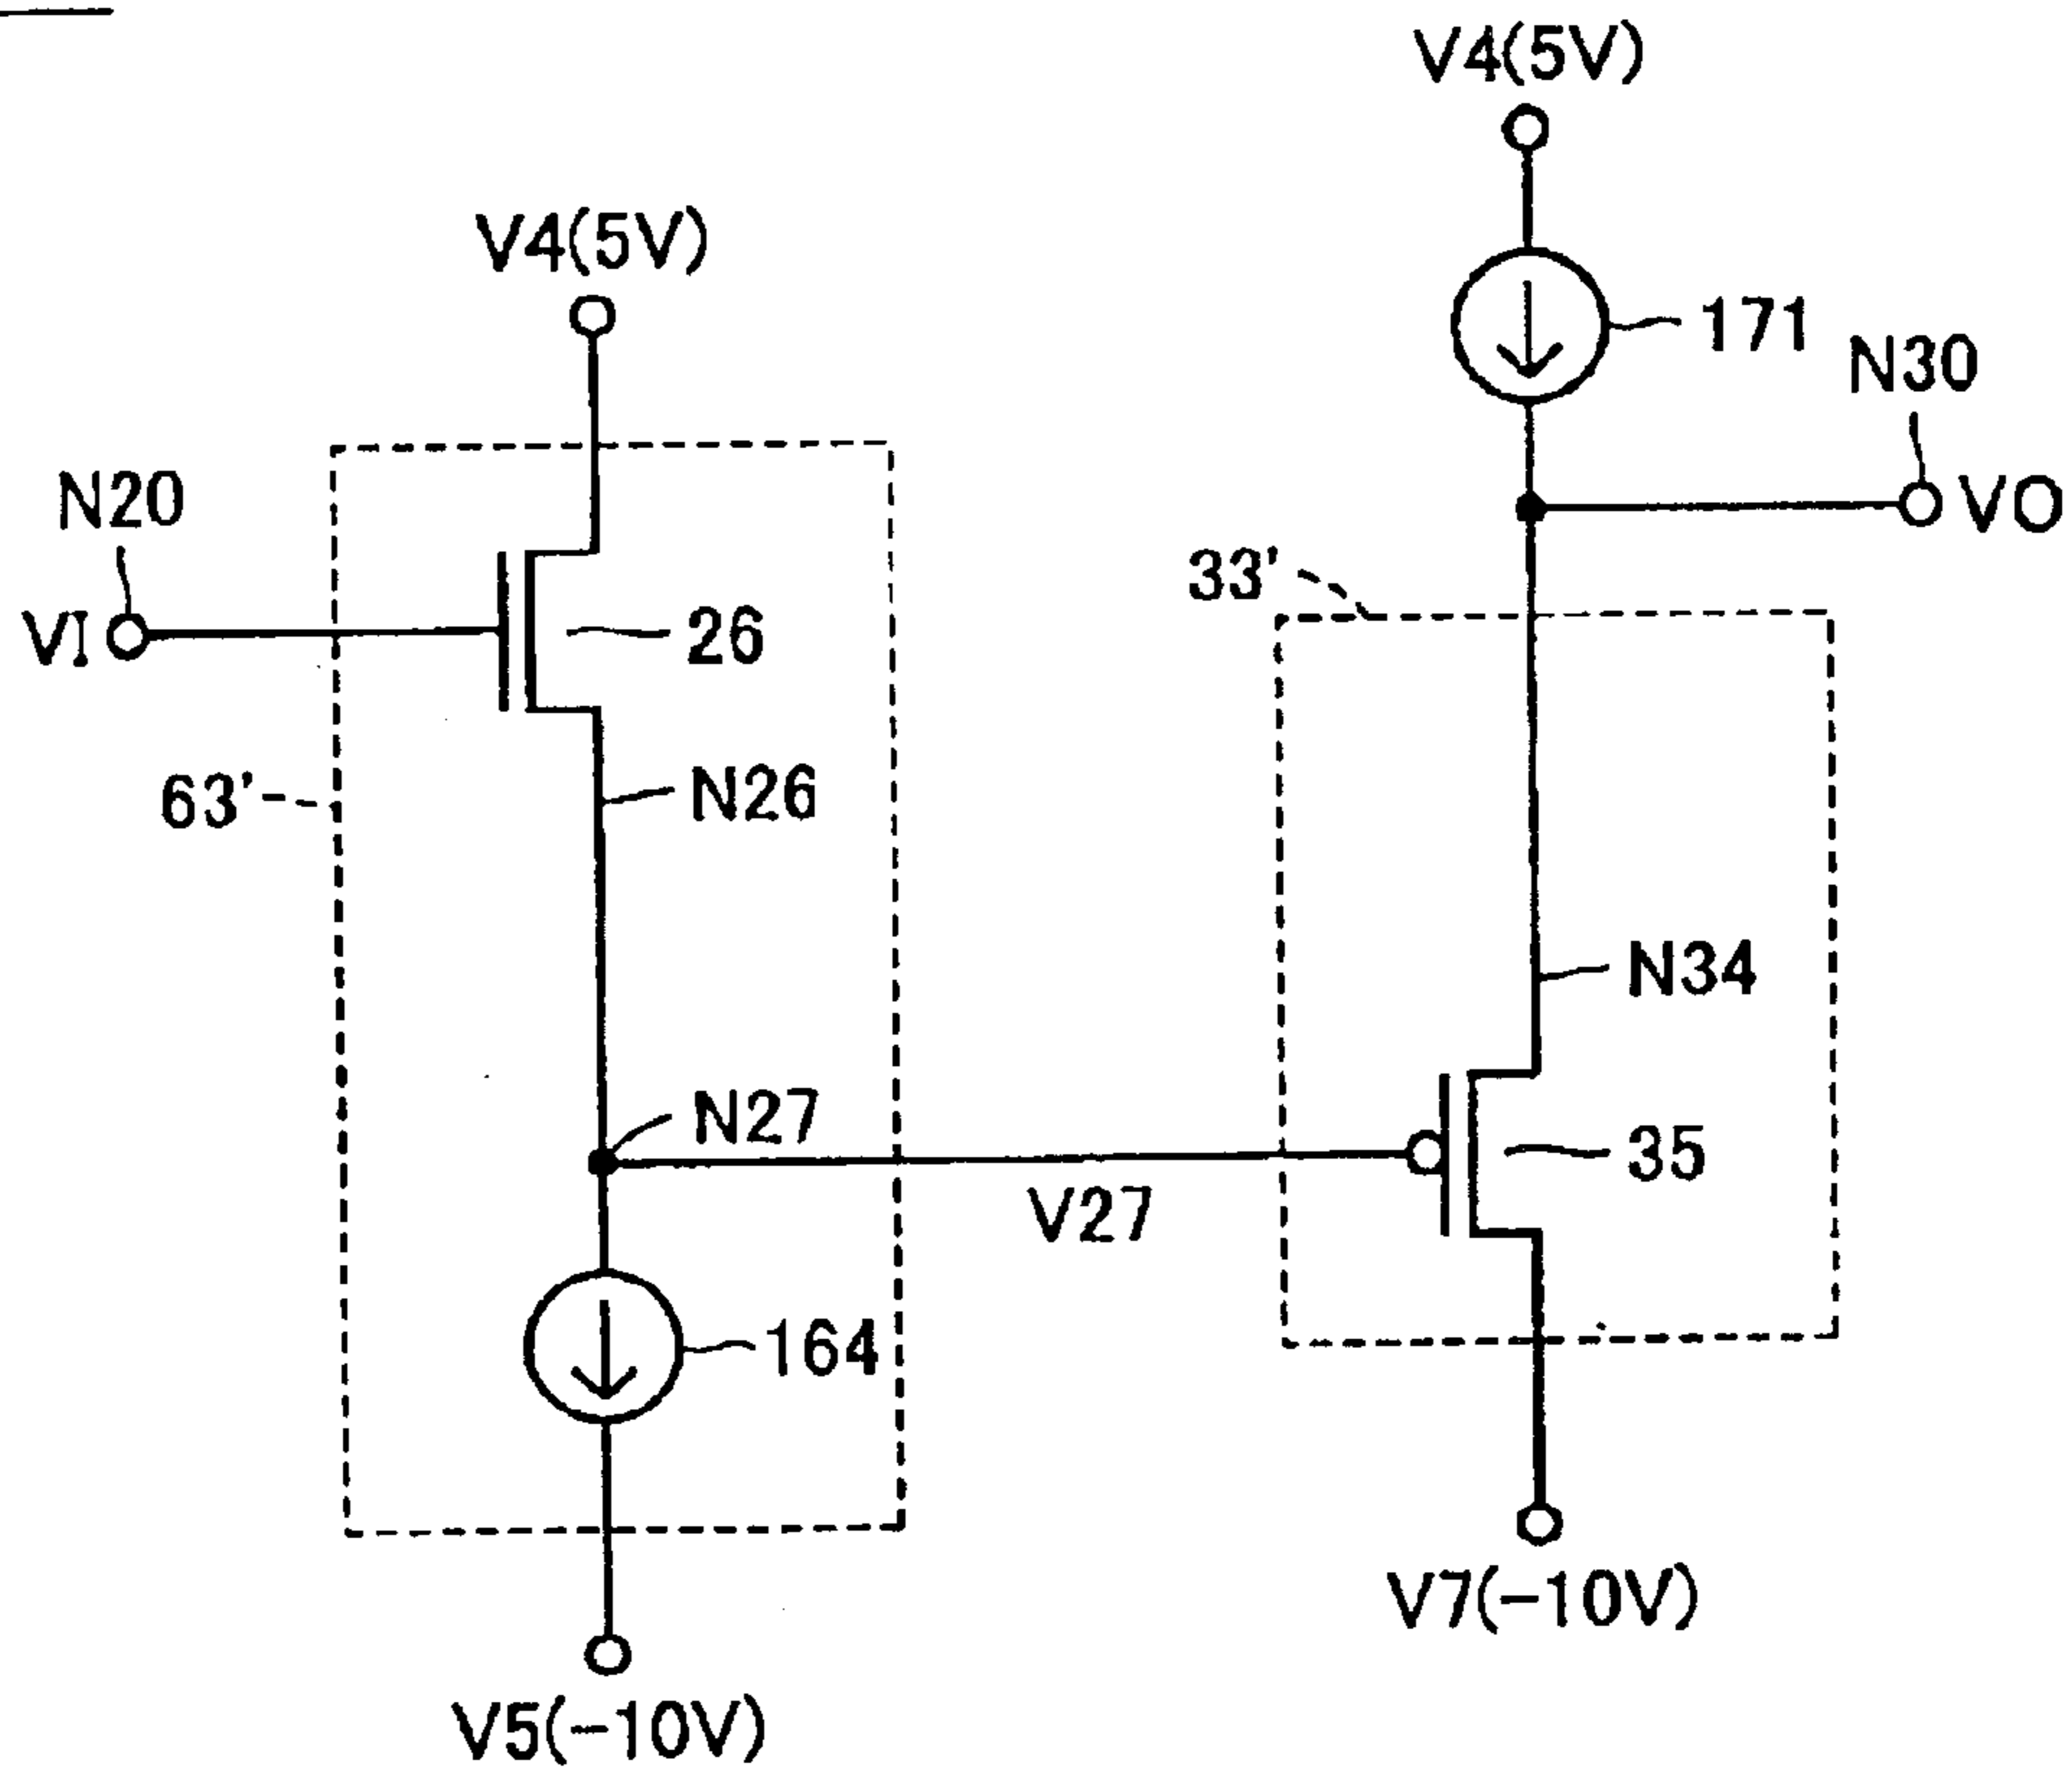 V4(5V)
V4(5V)
171
N30
N20
VO
33'
VI
26
63'
N26
N34
N27
35
V27
164
V7(-10V)
V5(-10V)